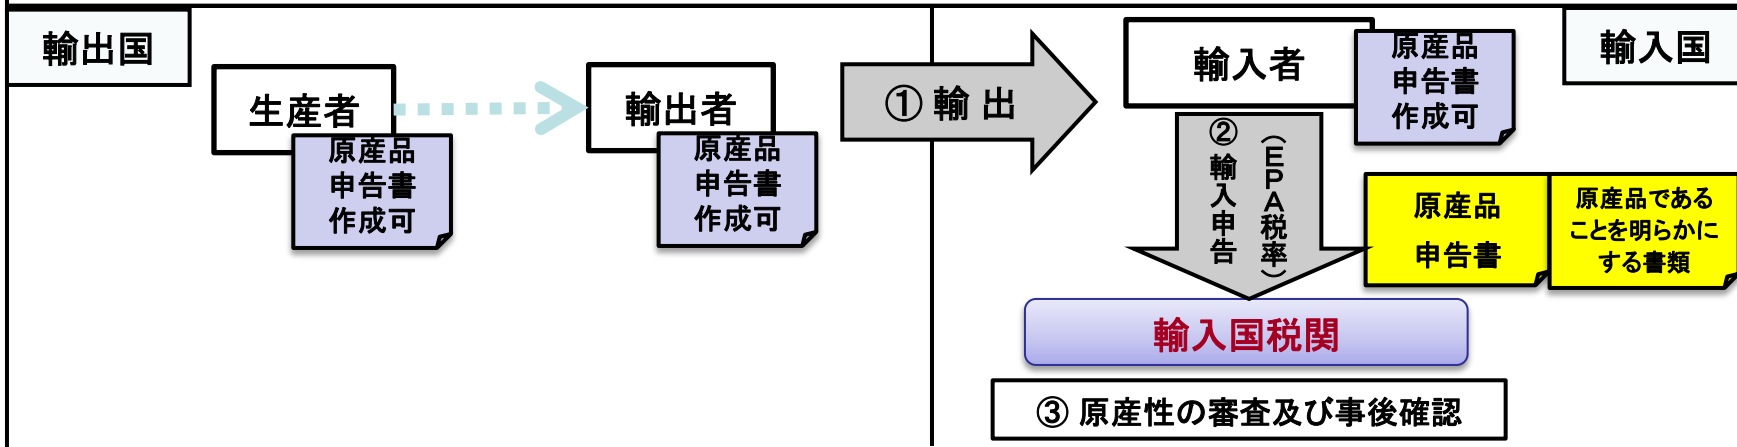 輸出国
生産者
原産品
申告書
作成可
輸出者
原産品
申告書
作成可
①輸出
輸入者
原産品
申告書
作成可
輸入国
②輸入申告
(EPA税率)
原産品
申告書
原産品である
ことを明らかに
する書類
輸入国税関
③ 原産性の審査及び事後確認